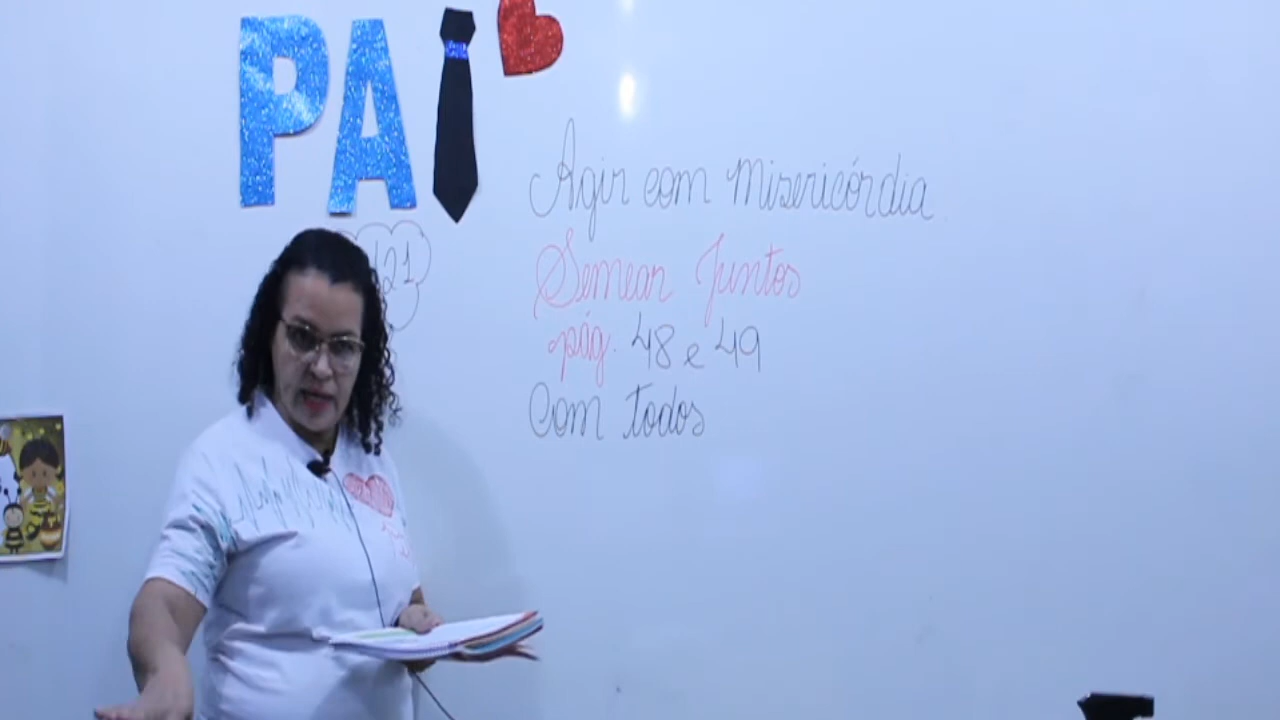 PAI
Agir com Misericórdia
Semear Juntos
pág. 48 e 49
Com todos